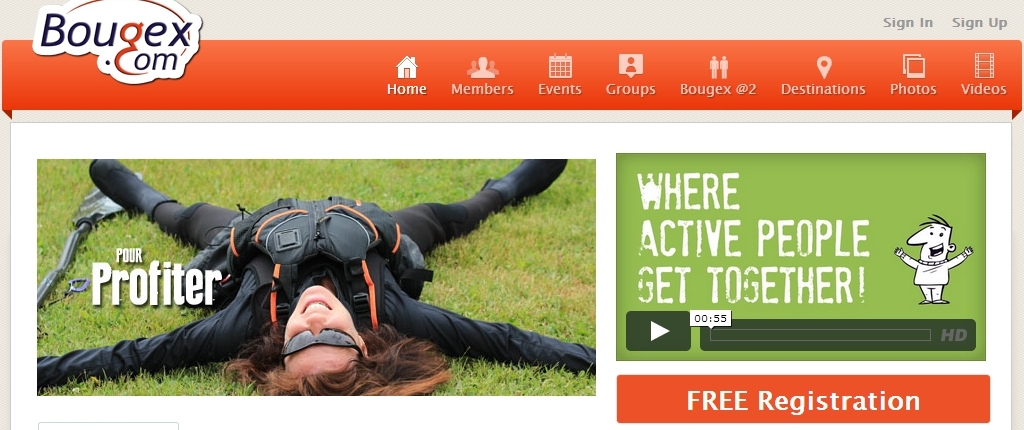 Bougex
.Com
Sign In Sign Up
Home Members Events Groups Bougex @2 Destinations Photos Videos
POUR
Profiter
WHERE
ACTIVE PEOPLE
GET TOGETHER!
00:55
HD
FREE Registration